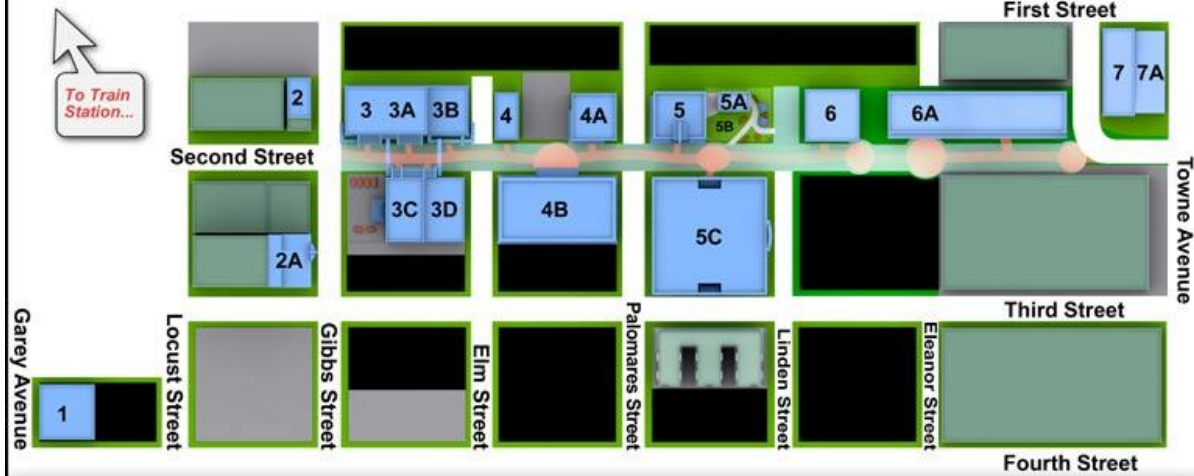 First Street
To Train
Station...
2
3
3A
3B
4
4A
5
5A
5B
6
6A
7
7A
Second Street
3C
3D
4B
5C
2A
Towne Avenue
Third Street
Garey Avenue
Locust Street
Gibbs Street
Elm Street
Palomares Street
Linden Street
Eleanor Street
1
Fourth Street